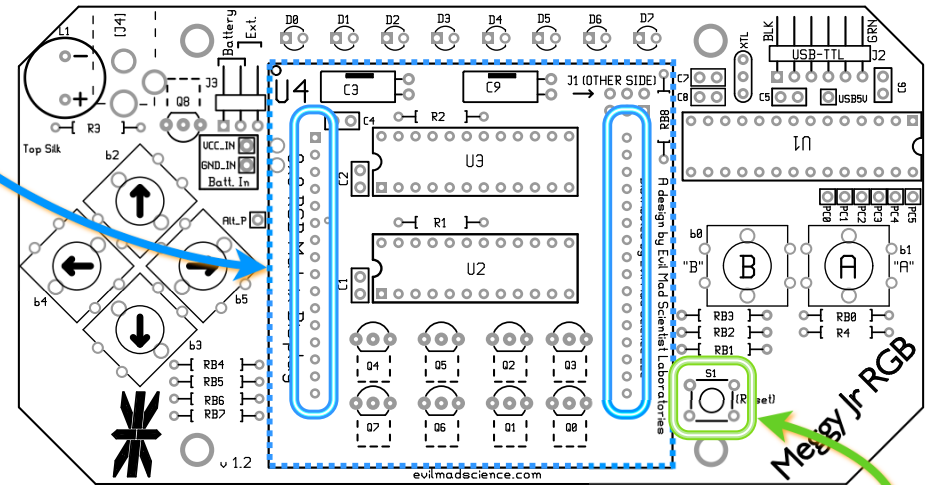 L1
[J4]
Battery
Ext.
D0
D1
D2
D3
D4
D5
D6
D7
BLK
GRN
USB-TTL
J2
XTL
J3
Q8
U4
C3
C9
J1 (OTHER SIDE)
C7
C8
C5
USB5V
C6
R3
Top Silk
VCC_IN
GND_IN
Batt. In
C4
R2
RB8
U3
C2
U1
b2
Alt_P
R1
PC0
PC1
PC2
PC3
PC4
PC5
b4
b5
b3
U2
C1
A design by Evil Mad Scientist Laboratories
b0
"B"
B
A
b1
"A"
RB3
RB2
RB1
RB0
R4
RB4
RB5
RB6
RB7
Q4
Q5
Q2
Q3
Q7
Q6
Q1
Q0
S1
Meggy Jr RGB
v 1.2
evilmadscience.com